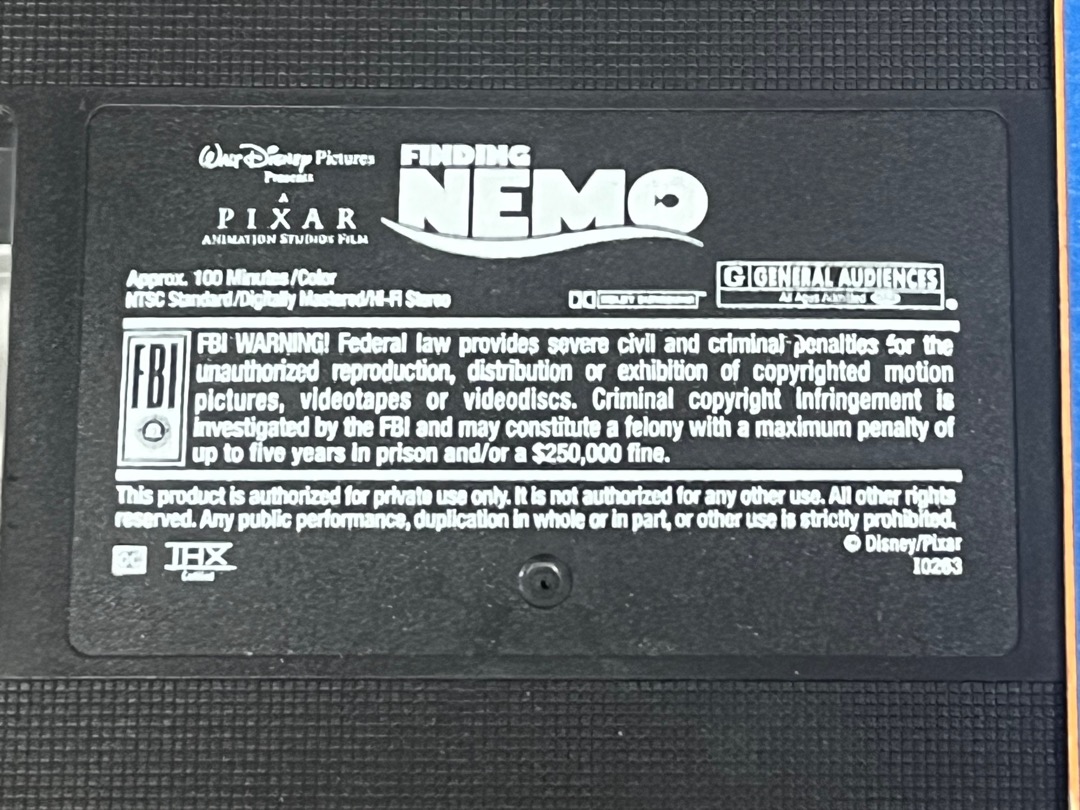 Walt Disney Pictures
Presents
A
PIXAR
ANIMATION STUDIOS FILM
FINDING
NEMO
Approx. 100 Minutes/Color
NTSC Standard/Digitally Mastered/Hi-Fi Stereo
DOLBY SURROUND
G GENERAL AUDIENCES
All Ages Admitted
®
FBI
FBI WARNING! Federal law provides severe civil and criminal penalties for the
unauthorized reproduction, distribution or exhibition of copyrighted motion
pictures, videotapes or videodiscs. Criminal copyright infringement is
investigated by the FBI and may constitute a felony with a maximum penalty of
up to five years in prison and/or a $250,000 fine.
This product is authorized for private use only. It is not authorized for any other use. All other rights
reserved. Any public performance, duplication in whole or in part, or other use is strictly prohibited.
© Disney/Pixar
CC THX
Certified
10263